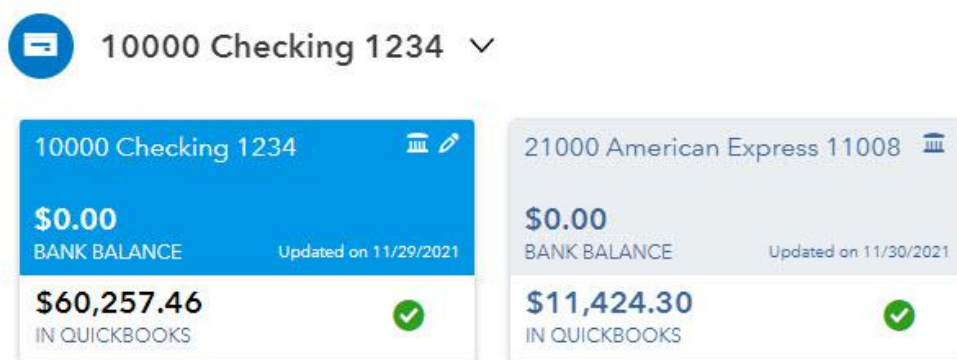 10000 Checking 1234
10000 Checking 1234
$0.00
BANK BALANCE Updated on 11/29/2021
$60,257.46
IN QUICKBOOKS
21000 American Express 11008
$0.00
BANK BALANCE Updated on 11/30/2021
$11,424.30
IN QUICKBOOKS